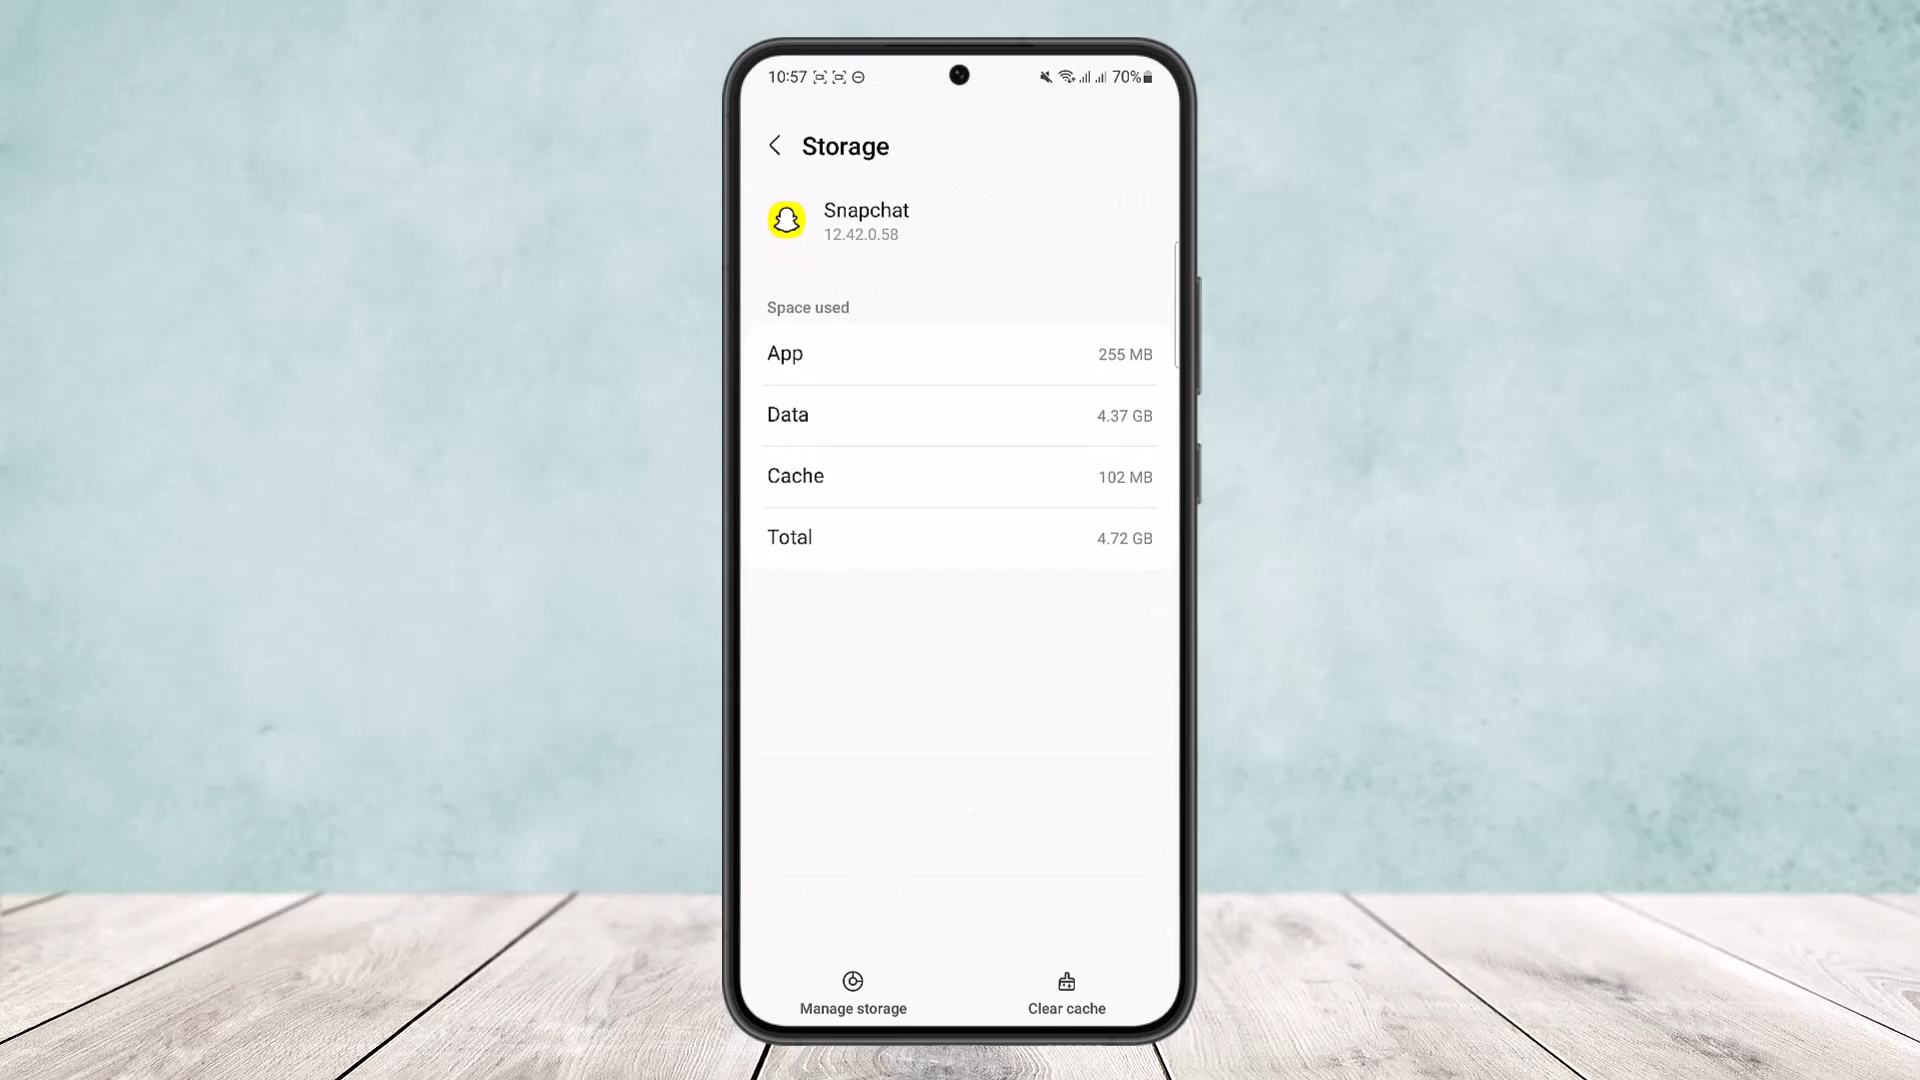 10:57 70%
Storage
Snapchat
12.42.0.58
Space used
App 255 MB
Data 4.37 GB
Cache 102 MB
Total 4.72 GB
Manage storage Clear cache